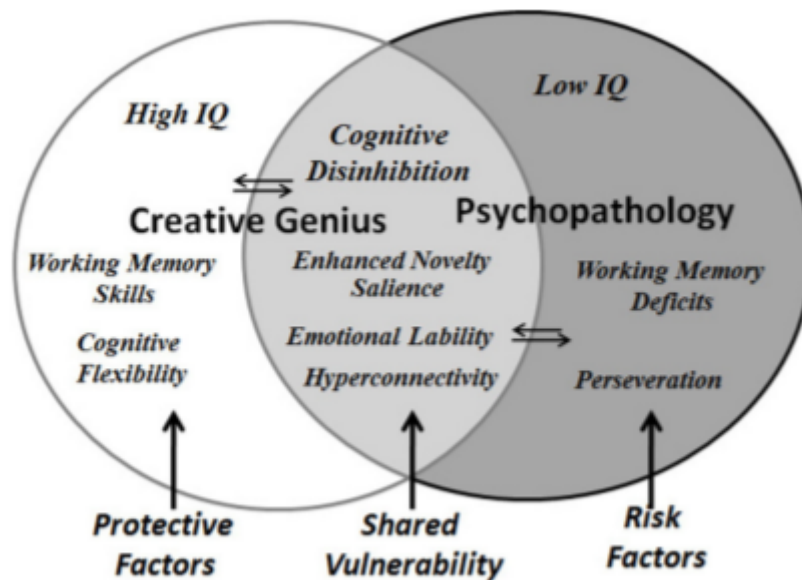 High IQ
Low IQ
Cognitive
Disinhibition
Creative Genius
Psychopathology
Working Memory
Skills
Enhanced Novelty
Salience
Working Memory
Deficits
Cognitive
Flexibility
Emotional Lability
Hyperconnectivity
Perseveration
Protective
Factors
Shared
Vulnerability
Risk
Factors